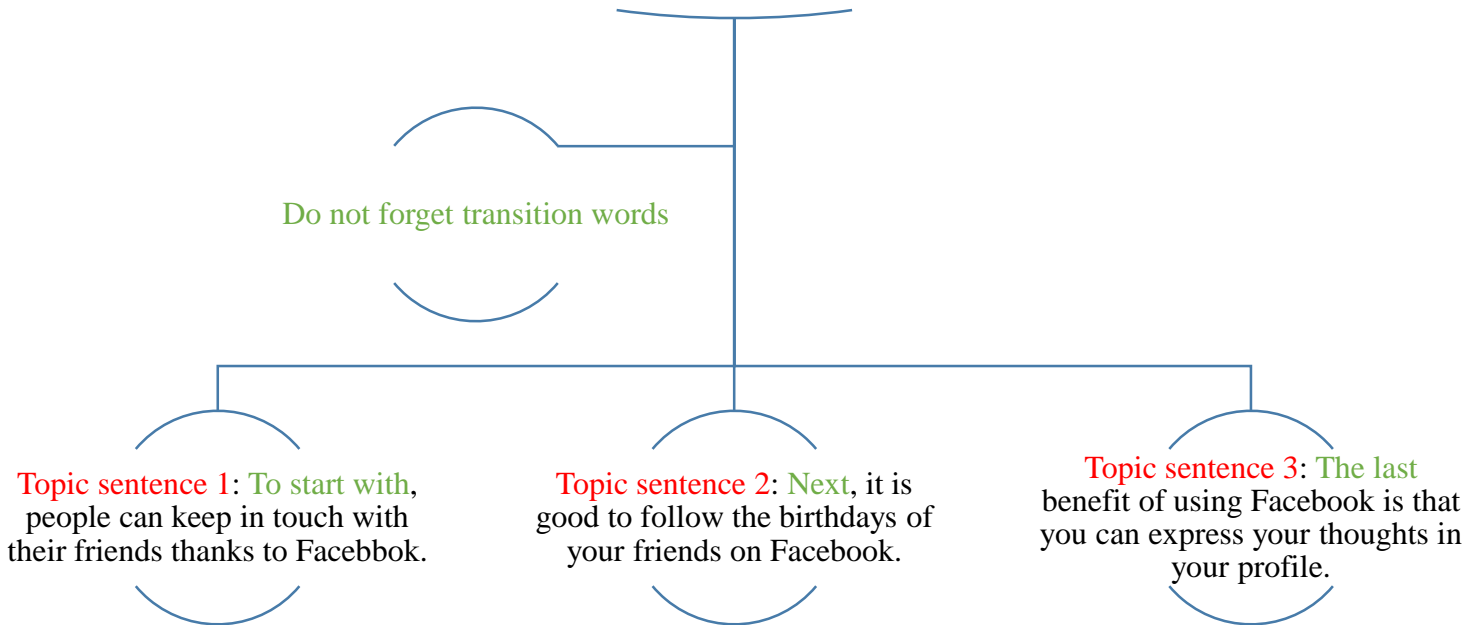 Do not forget transition words
Topic sentence 1: To start with,
people can keep in touch with
their friends thanks to Facebbok.
Topic sentence 2: Next, it is
good to follow the birthdays of
your friends on Facebook.
Topic sentence 3: The last
benefit of using Facebook is that
you can express your thoughts in
your profile.